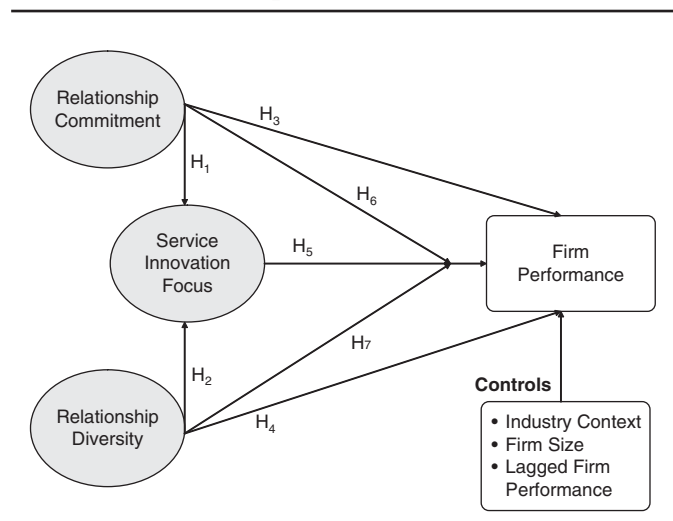 Relationship
Commitment
H₃
H₁
H₆
Service
Innovation
Focus
H₅
Firm
Performance
H₇
H₂
Controls
Relationship
Diversity
H₄
• Industry Context
• Firm Size
• Lagged Firm
Performance